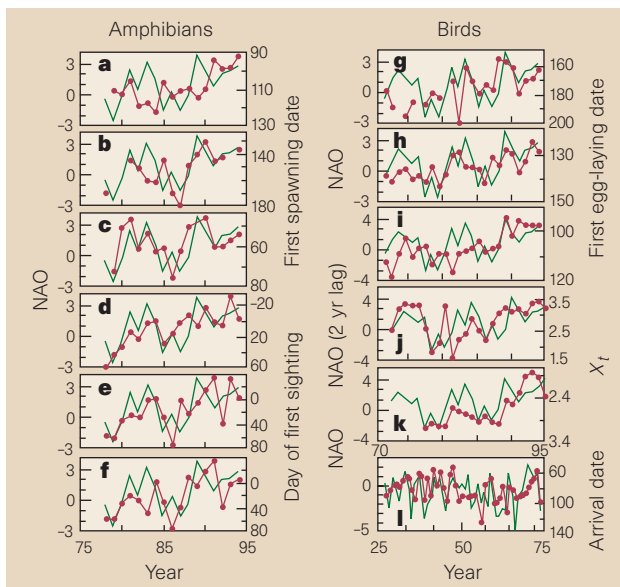 Amphibians
Birds
a
3
0
−3
90
110
130
b
3
0
−3
140
180
c
3
0
−3
60
80
d
3
0
−3
−20
20
60
e
3
0
−3
0
40
80
f
3
0
−3
0
40
80
75
85
95
Year
NAO
First spawning date
Day of first sighting
g
3
0
−3
160
180
200
h
3
0
−3
130
150
i
4
0
−4
100
120
j
4
0
−4
3.5
2.5
1.5
k
4
0
−4
2.4
3.4
70
95
l
0
−5
60
100
140
25
50
75
Year
NAO
NAO (2 yr lag)
NAO
First egg-laying date
Xt
Arrival date